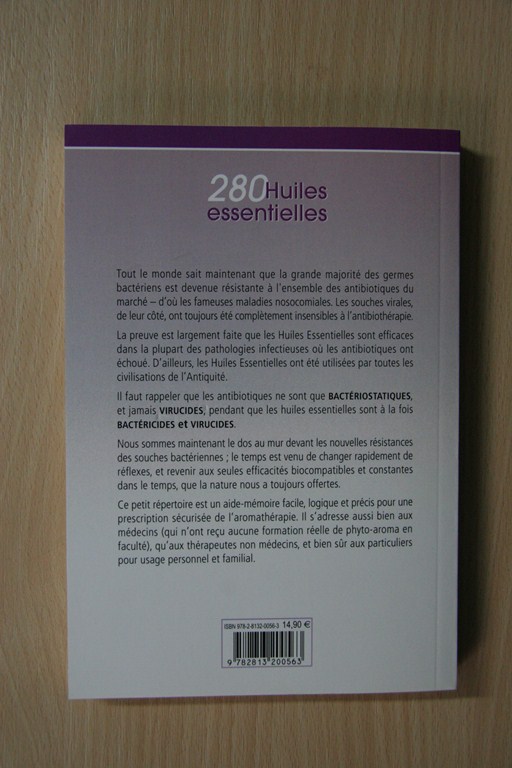 280 Huiles
essentielles
Tout le monde sait maintenant que la grande majorité des germes
bactériens est devenue résistante à l'ensemble des antibiotiques du
marché – d'où les fameuses maladies nosocomiales. Les souches virales,
de leur côté, ont toujours été complètement insensibles à l'antibiothérapie.
La preuve est largement faite que les Huiles Essentielles sont efficaces
dans la plupart des pathologies infectieuses où les antibiotiques ont
échoué. D'ailleurs, les Huiles Essentielles ont été utilisées par toutes les
civilisations de l'Antiquité.
Il faut rappeler que les antibiotiques ne sont que BACTÉRIOSTATIQUES,
et jamais VIRUCIDES, pendant que les huiles essentielles sont à la fois
BACTÉRICIDES et VIRUCIDES.
Nous sommes maintenant le dos au mur devant les nouvelles résistances
des souches bactériennes ; le temps est venu de changer rapidement de
réflexes, et revenir aux seules efficacités biocompatibles et constantes
dans le temps, que la nature nous a toujours offertes.
Ce petit répertoire est un aide-mémoire facile, logique et précis pour une
prescription sécurisée de l'aromathérapie. Il s'adresse aussi bien aux
médecins (qui n'ont reçu aucune formation réelle de phyto-aroma en
faculté), qu'aux thérapeutes non médecins, et bien sûr aux particuliers
pour usage personnel et familial.
ISBN 978-2-8132-0056-3 14,90 €
9 782813 200563